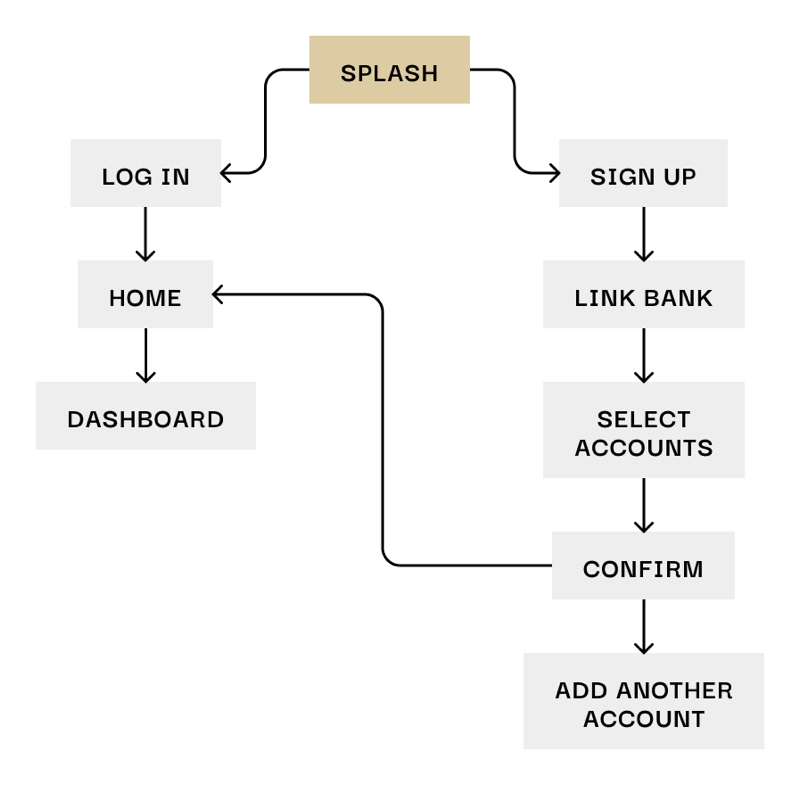 SPLASH
LOG IN
SIGN UP
HOME
LINK BANK
DASHBOARD
SELECT
ACCOUNTS
CONFIRM
ADD ANOTHER
ACCOUNT